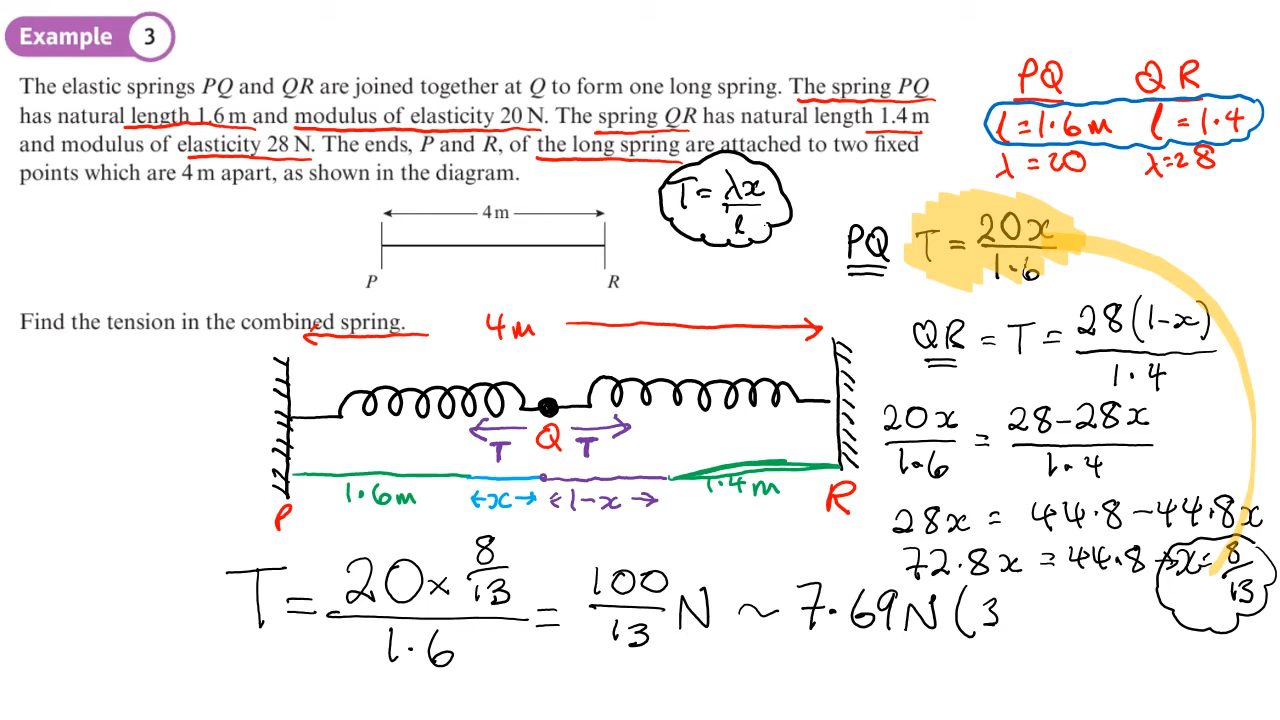 Example 3
The elastic springs PQ and QR are joined together at Q to form one long spring. The spring PQ
has natural length 1.6 m and modulus of elasticity 20 N. The spring QR has natural length 1.4 m
and modulus of elasticity 28 N. The ends, P and R, of the long spring are attached to two fixed
points which are 4 m apart, as shown in the diagram.
4 m
P R
Find the tension in the combined spring.
PQ QR
l = 1.6m l = 1.4
λ = 20 λ = 28
T = λx/l
PQ T = 20x/1.6
QR = T = 28(1-x)/1.4
20x/1.6 = 28-28x/1.4
28x = 44.8 - 44.8x
72.8x = 44.8 → x = 8/13
4m
T Q T
1.6m x 1-x 1.4m
P R
T = 20 × 8/13 / 1.6 = 100/13 N ~ 7.69N (3